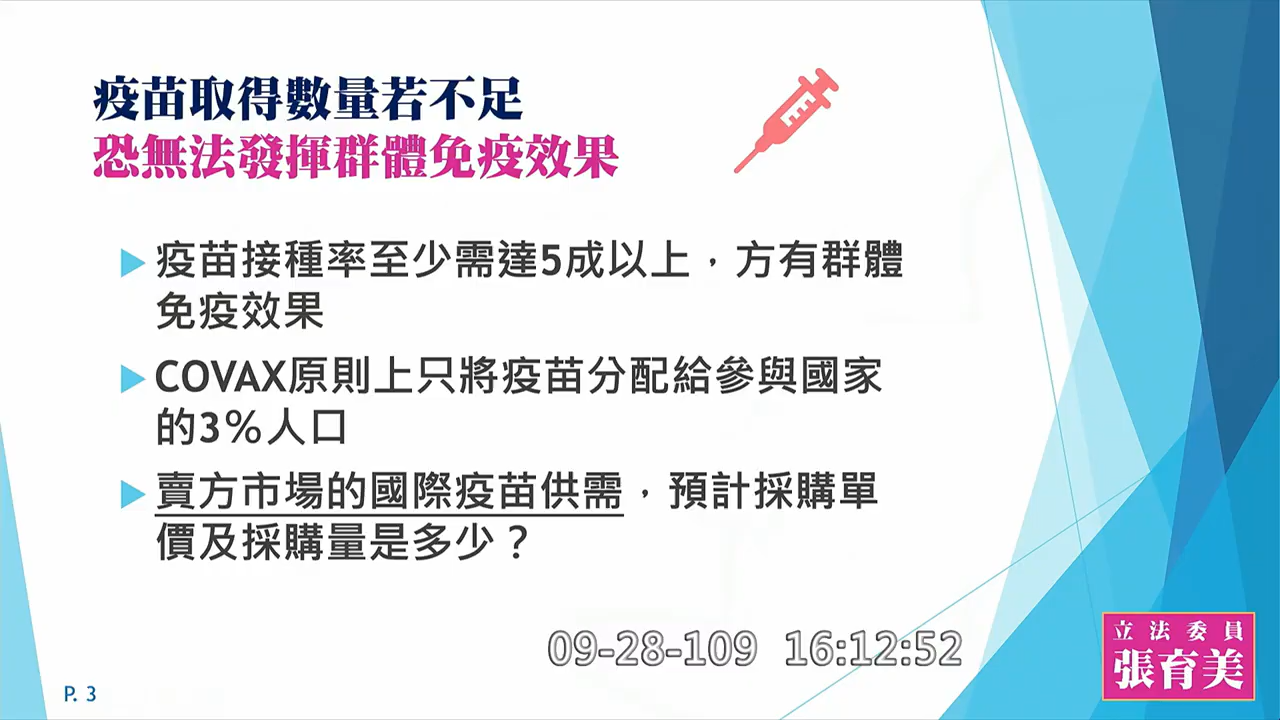 疫苗取得數量若不足
恐無法發揮群體免疫效果
疫苗接種率至少需達5成以上，方有群體
免疫效果
COVAX原則上只將疫苗分配給參與國家
的3%人口
賣方市場的國際疫苗供需，預計採購單
價及採購量是多少？
09-28-109 16:12:52
立法委員
張育美
P. 3